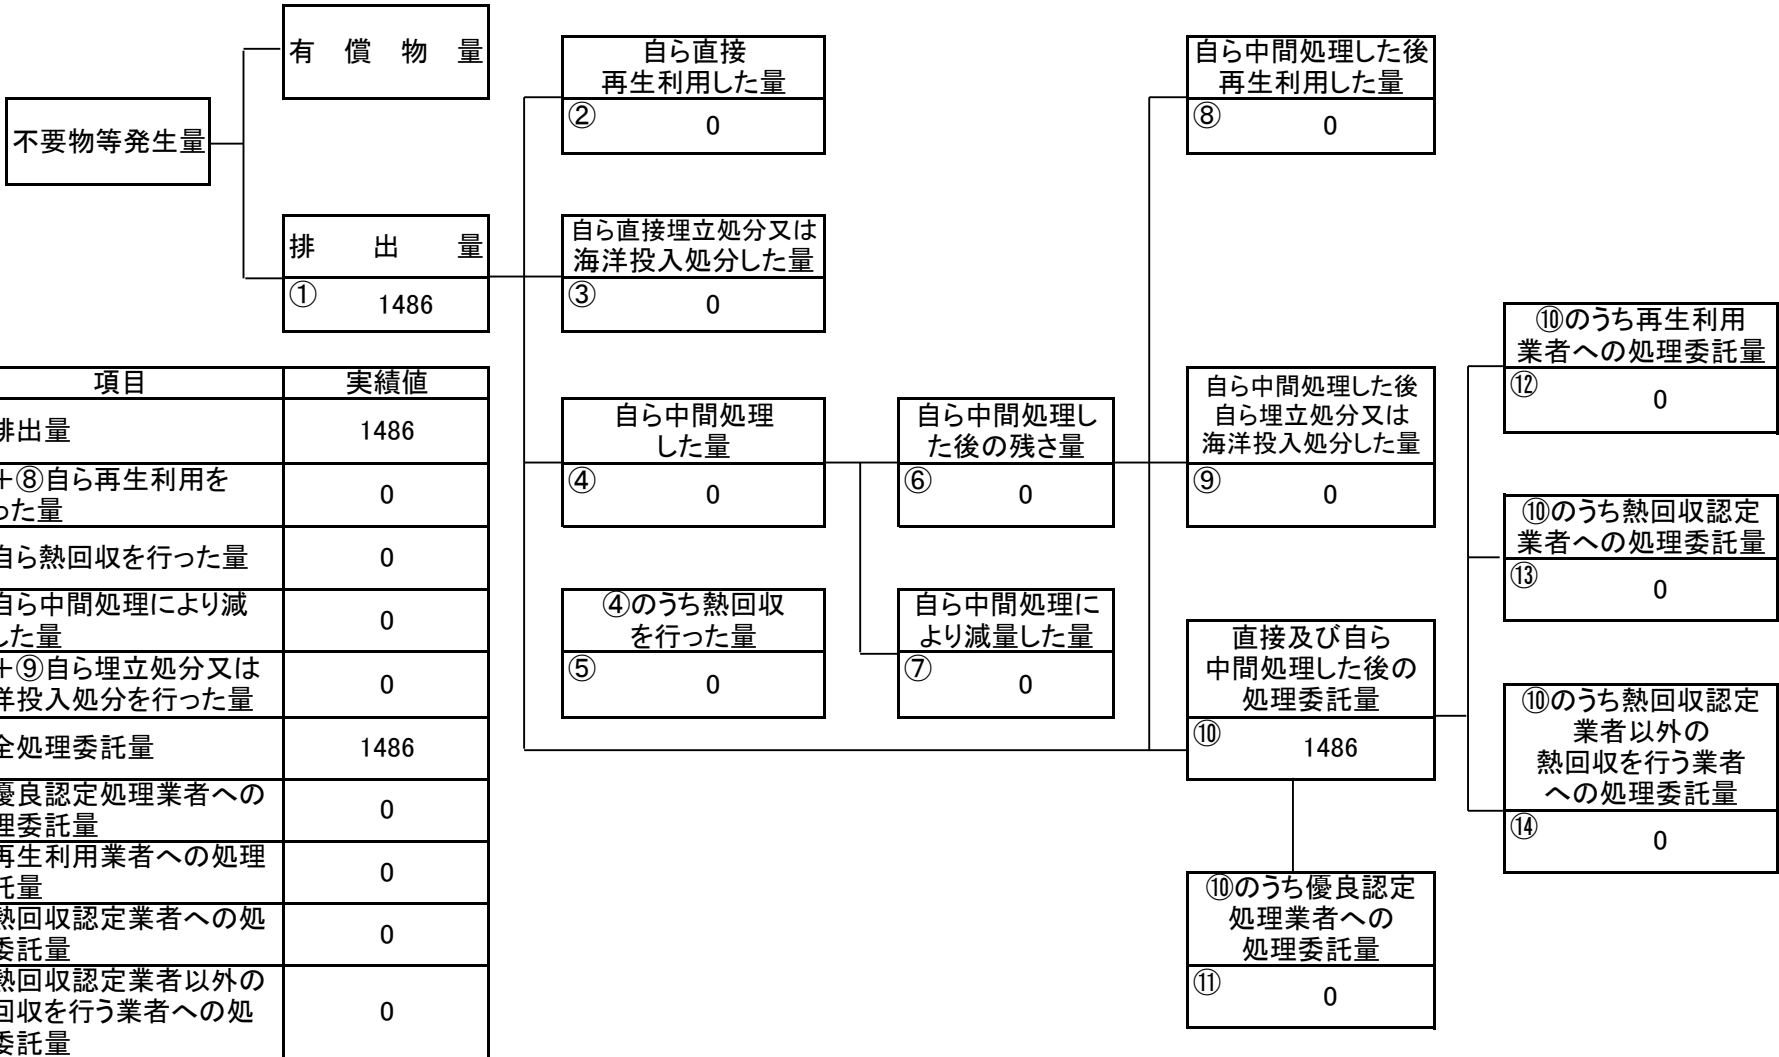 有償物量
不要物等発生量
排出量
① 1486
自ら直接
再生利用した量
② 0
自ら直接埋立処分又は
海洋投入処分した量
③ 0
自ら中間処理
した量
④ 0
④のうち熱回収
を行った量
⑤ 0
自ら中間処理し
た後の残さ量
⑥ 0
自ら中間処理に
より減量した量
⑦ 0
自ら中間処理した後
再生利用した量
⑧ 0
自ら中間処理した後
自ら埋立処分又は
海洋投入処分した量
⑨ 0
直接及び自ら
中間処理した後の
処理委託量
⑩ 1486
⑩のうち優良認定
処理業者への
処理委託量
⑪ 0
⑩のうち再生利用
業者への処理委託量
⑫ 0
⑩のうち熱回収認定
業者への処理委託量
⑬ 0
⑩のうち熱回収認定
業者以外の
熱回収を行う業者
への処理委託量
⑭ 0
項目 実績値
排出量 1486
+⑧自ら再生利用を
った量 0
自ら熱回収を行った量 0
自ら中間処理により減
した量 0
+⑨自ら埋立処分又は
洋投入処分を行った量 0
全処理委託量 1486
優良認定処理業者への
理委託量 0
再生利用業者への処理
託量 0
熱回収認定業者への処
委託量 0
熱回収認定業者以外の
回収を行う業者への処
委託量 0